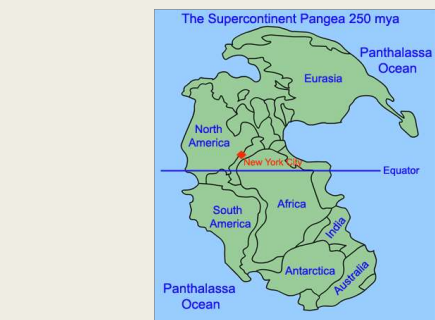 The Supercontinent Pangea 250 mya
Panthalassa
Ocean
Eurasia
North
America
New York City
Equator
Africa
South
America
India
Antarctica
Australia
Panthalassa
Ocean